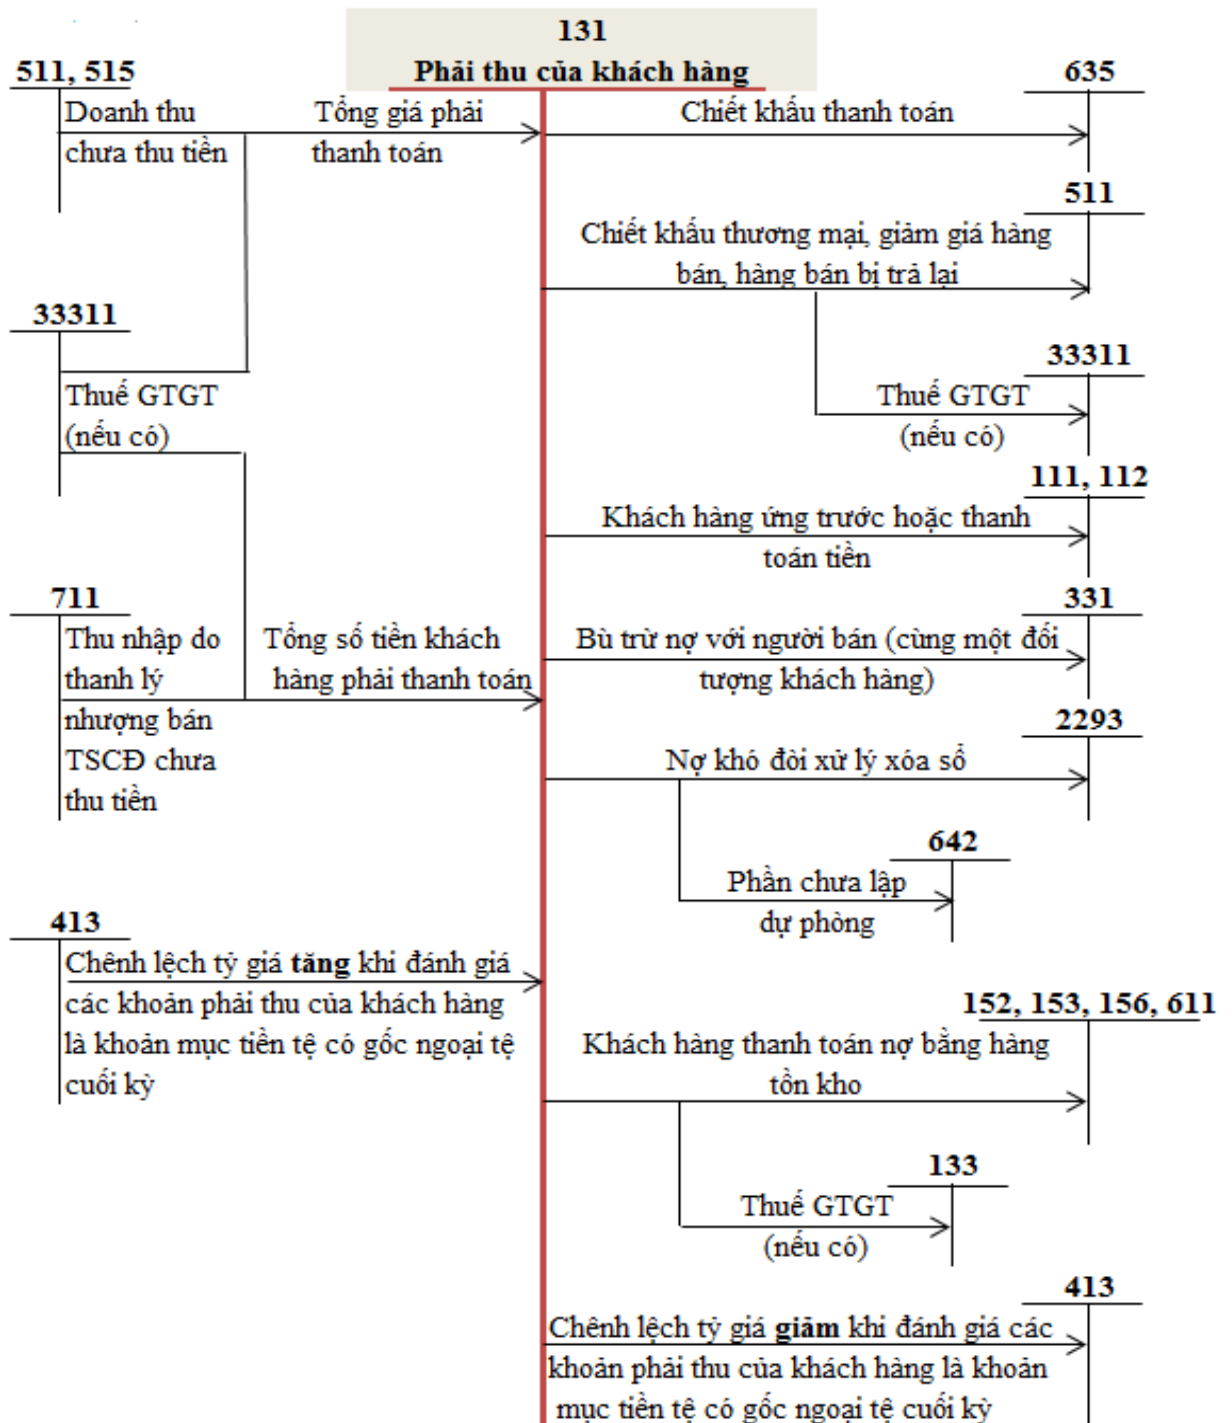 131
Phải thu của khách hàng
511, 515
Doanh thu
chưa thu tiền
Tổng giá phải
thanh toán
Chiết khấu thanh toán
635
511
Chiết khấu thương mại, giảm giá hàng
bán, hàng bán bị trả lại
33311
Thuế GTGT
(nếu có)
33311
Thuế GTGT
(nếu có)
111, 112
Khách hàng ứng trước hoặc thanh
toán tiền
711
Thu nhập do
thanh lý
nhượng bán
TSCĐ chưa
thu tiền
Tổng số tiền khách
hàng phải thanh toán
331
Bù trừ nợ với người bán (cùng một đối
tượng khách hàng)
2293
Nợ khó đòi xử lý xóa sổ
642
Phần chưa lập
dự phòng
413
Chênh lệch tỷ giá tăng khi đánh giá
các khoản phải thu của khách hàng
là khoản mục tiền tệ có gốc ngoại tệ
cuối kỳ
152, 153, 156, 611
Khách hàng thanh toán nợ bằng hàng
tồn kho
133
Thuế GTGT
(nếu có)
413
Chênh lệch tỷ giá giảm khi đánh giá các
khoản phải thu của khách hàng là khoản
mục tiền tệ có gốc ngoại tệ cuối kỳ